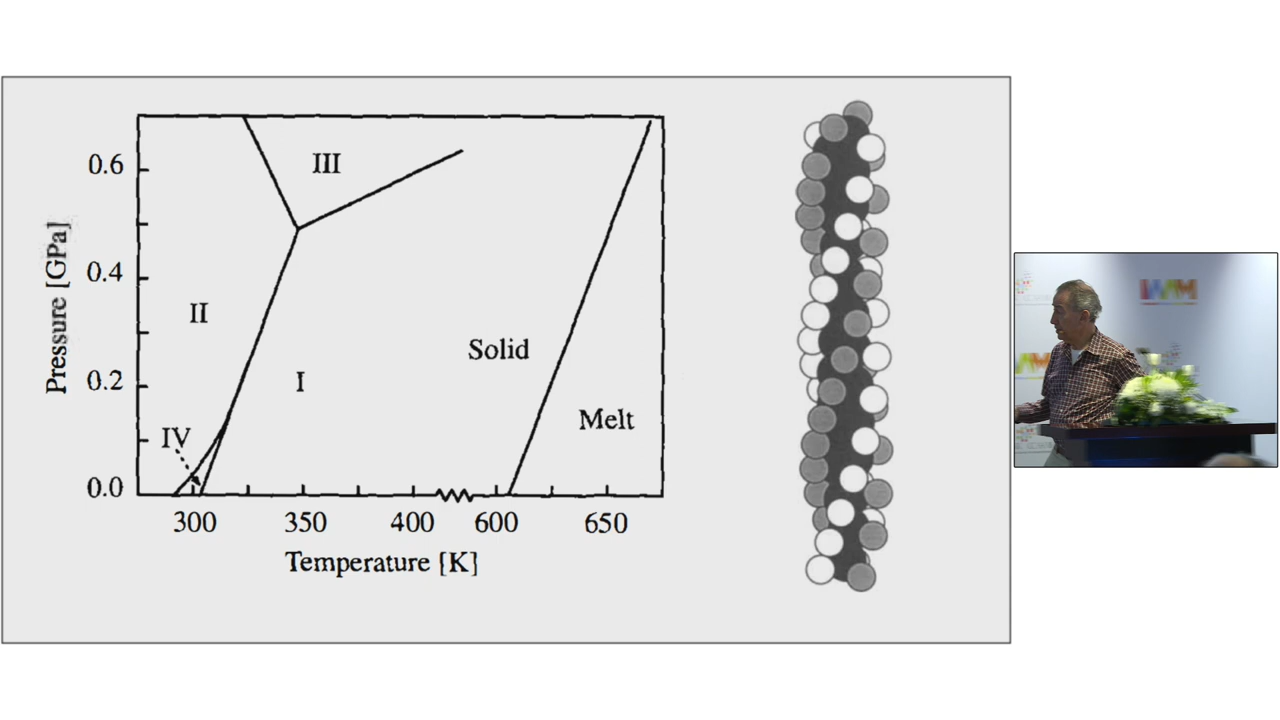 0.6
0.4
0.2
0.0
Pressure [GPa]
III
II
I
IV
Solid
Melt
300 350 400 600 650
Temperature [K]